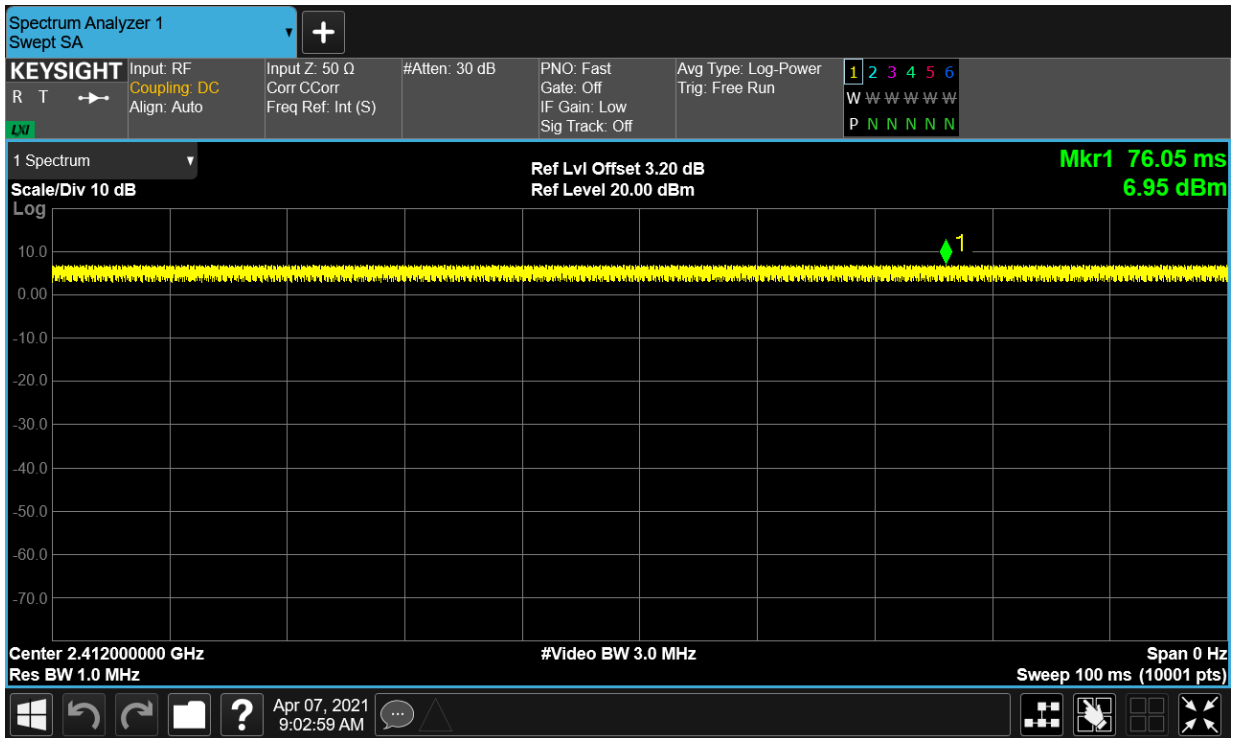 Spectrum Analyzer 1
Swept SA
KEYSIGHT
R T
LXI
Input: RF
Coupling: DC
Align: Auto
Input Z: 50 Ω
Corr CCorr
Freq Ref: Int (S)
#Atten: 30 dB
PNO: Fast
Gate: Off
IF Gain: Low
Sig Track: Off
Avg Type: Log-Power
Trig: Free Run
1 2 3 4 5 6
W W W W W W
P N N N N N
1 Spectrum
Scale/Div 10 dB
Log
Ref Lvl Offset 3.20 dB
Ref Level 20.00 dBm
Mkr1 76.05 ms
6.95 dBm
1
10.0
0.00
-10.0
-20.0
-30.0
-40.0
-50.0
-60.0
-70.0
Center 2.412000000 GHz
Res BW 1.0 MHz
#Video BW 3.0 MHz
Span 0 Hz
Sweep 100 ms (10001 pts)
?
Apr 07, 2021
9:02:59 AM